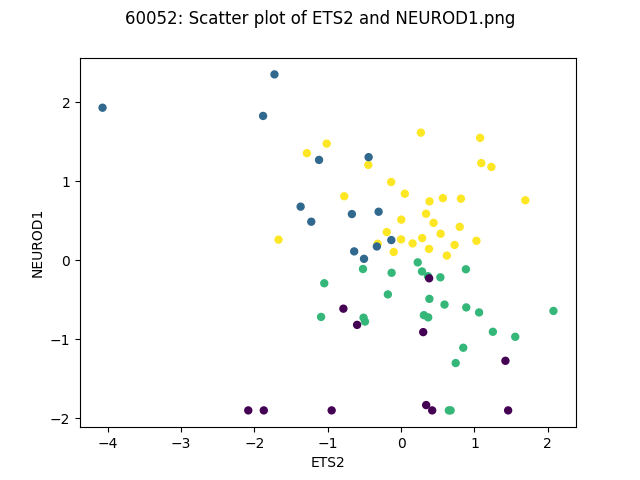 60052: Scatter plot of ETS2 and NEUROD1.png
2
1
0
−1
−2
NEUROD1
−4 −3 −2 −1 0 1 2
ETS2